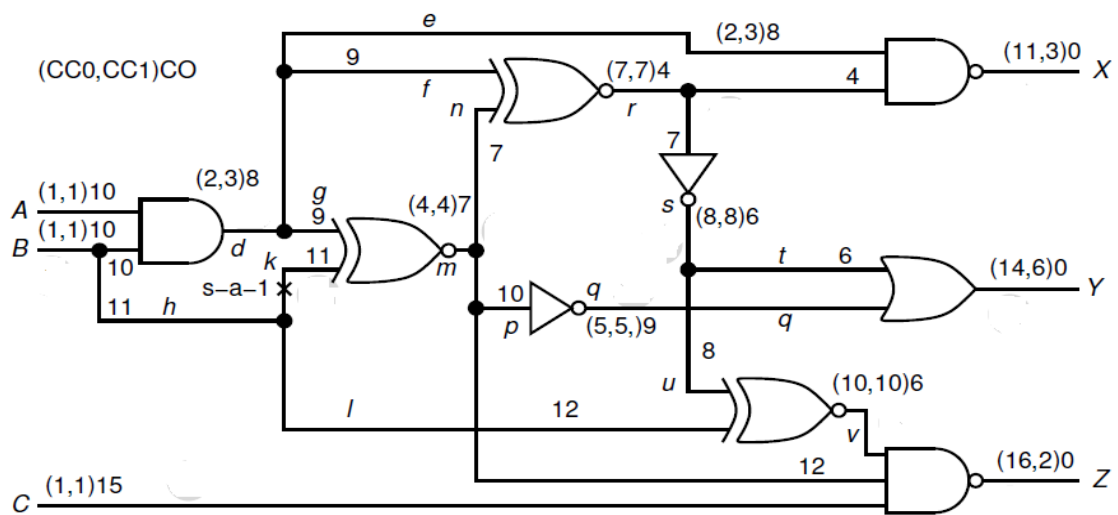 e
(2,3)8
(11,3)0
(CC0,CC1)CO
9
(7,7)4
4
X
f
n
r
7
7
(2,3)8
g
(1,1)10
9
(4,4)7
s
(8,8)6
A
(1,1)10
B
d
k
11
m
t
6
(14,6)0
10
s–a–1
10
q
Y
11
h
p
(5,5,)9
q
8
u
(10,10)6
l
12
v
(1,1)15
12
(16,2)0
Z
C